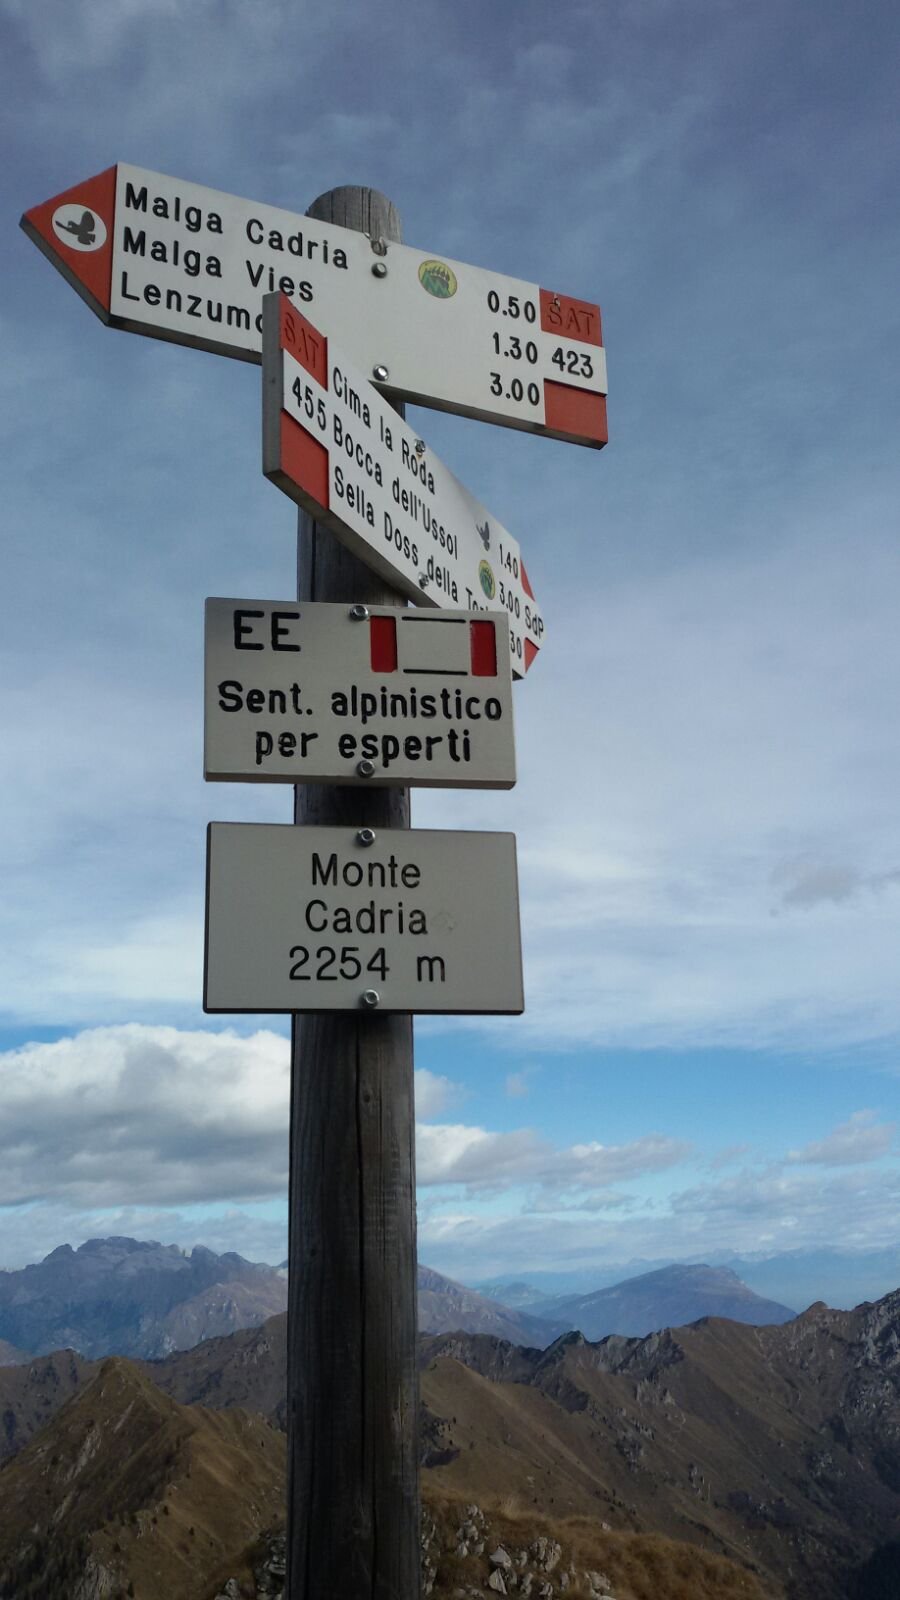 Malga Cadria 0.50 SAT
Malga Vies 1.30 423
Lenzumo 3.00
SAT Cima la Roda 1.40
455 Bocca dell'Ussol 3.00 SdP
Sella Doss della 30
EE
Sent. alpinistico
per esperti
Monte
Cadria
2254 m